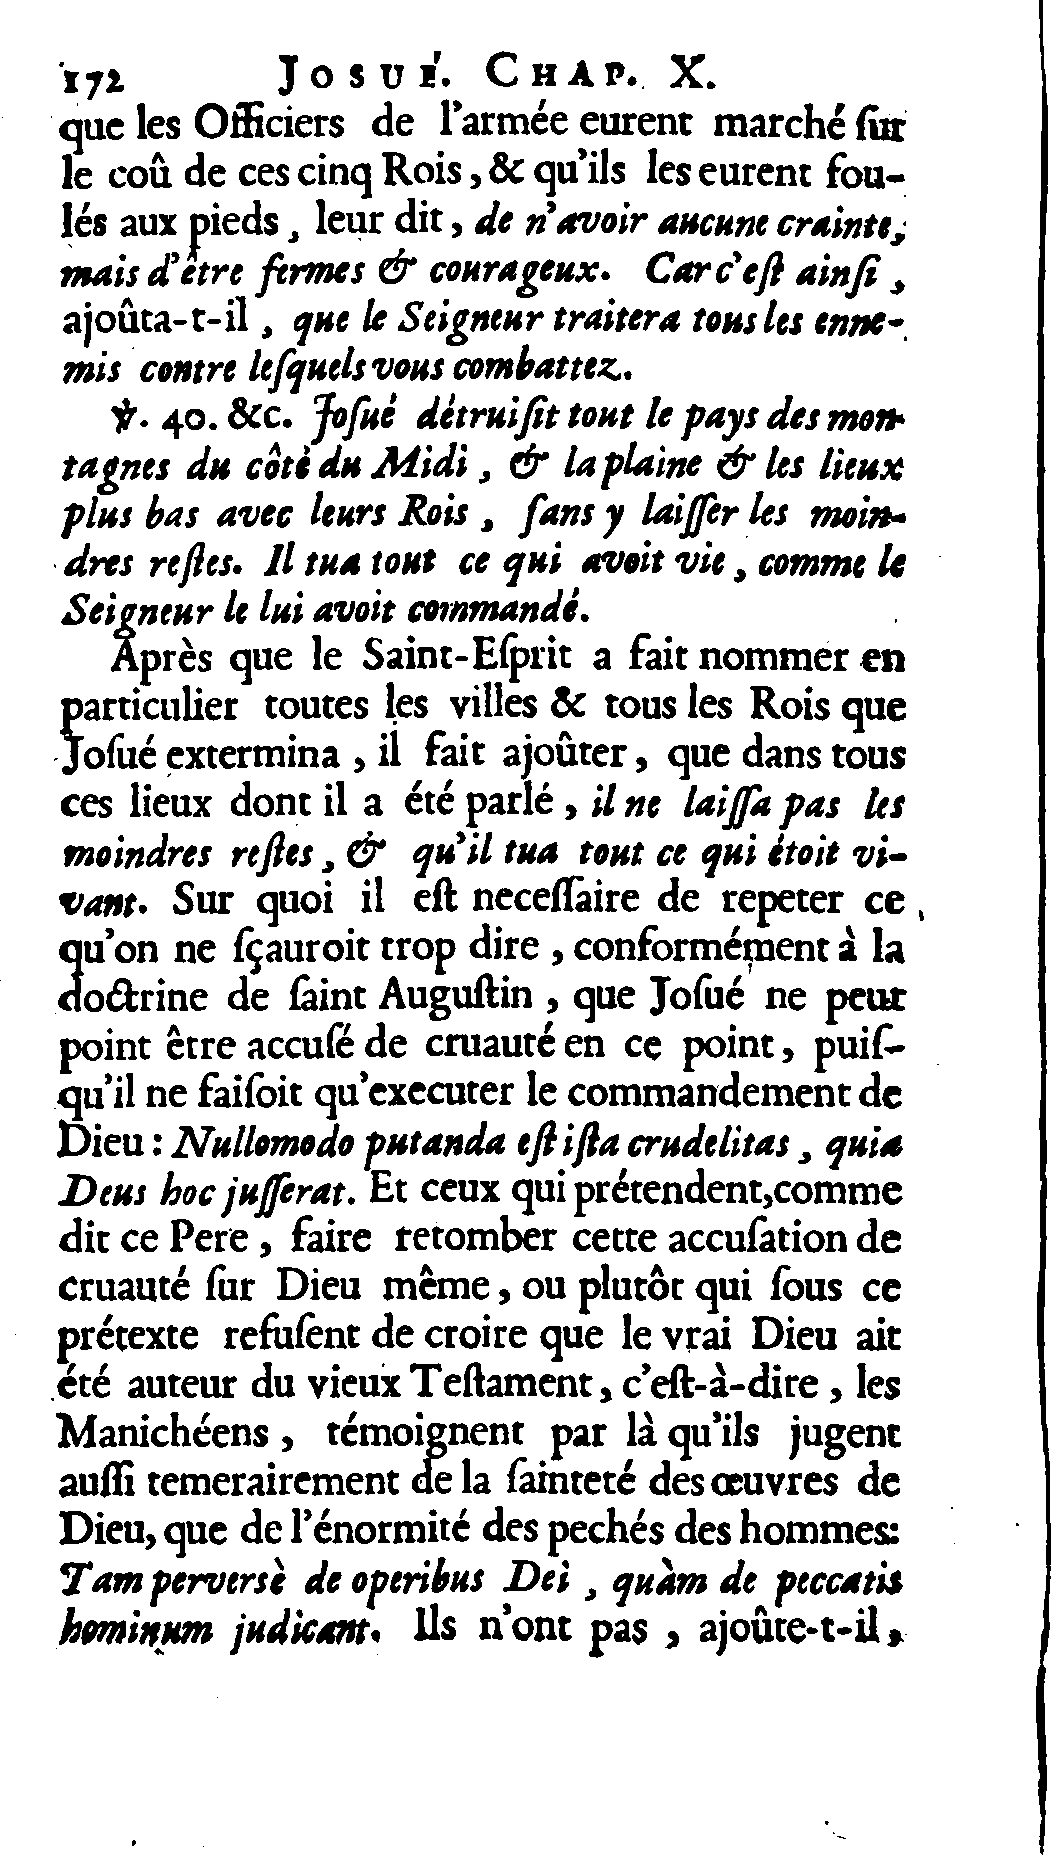 172 JOSUÉ. CHAP. X.
que les Officiers de l'armée eurent marché ſur
le coû de ces cinq Rois, & qu'ils les eurent fou-
lés aux pieds, leur dit, de n'avoir aucune crainte,
mais d'être fermes & courageux. Car c'eſt ainſi,
ajoûta-t-il, que le Seigneur traitera tous les enne-
mis contre leſquels vous combattez.
℣. 40. &c. Joſué détruiſit tout le pays des mon-
tagnes du côté du Midi, & la plaine & les lieux
plus bas avec leurs Rois, ſans y laiſſer les moin-
dres reſtes. Il tua tout ce qui avoit vie, comme le
Seigneur le lui avoit commandé.
Après que le Saint-Eſprit a fait nommer en
particulier toutes les villes & tous les Rois que
Joſué extermina, il fait ajoûter, que dans tous
ces lieux dont il a été parlé, il ne laiſſa pas les
moindres reſtes, & qu'il tua tout ce qui étoit vi-
vant. Sur quoi il eſt neceſſaire de repeter ce
qu'on ne ſçauroit trop dire, conformément à la
doctrine de ſaint Auguſtin, que Joſué ne peut
point être accuſé de cruauté en ce point, puiſ-
qu'il ne faiſoit qu'executer le commandement de
Dieu: Nullomodo putanda eſt iſta crudelitas, quia
Deus hoc juſſerat. Et ceux qui prétendent, comme
dit ce Pere, faire retomber cette accuſation de
cruauté ſur Dieu même, ou plutôt qui ſous ce
prétexte refuſent de croire que le vrai Dieu ait
été auteur du vieux Teſtament, c'eſt-à-dire, les
Manichéens, témoignent par là qu'ils jugent
auſſi temerairement de la ſainteté des œuvres de
Dieu, que de l'énormité des pechés des hommes:
Tam perversè de operibus Dei, quàm de peccatis
hominum judicant. Ils n'ont pas, ajoûte-t-il,